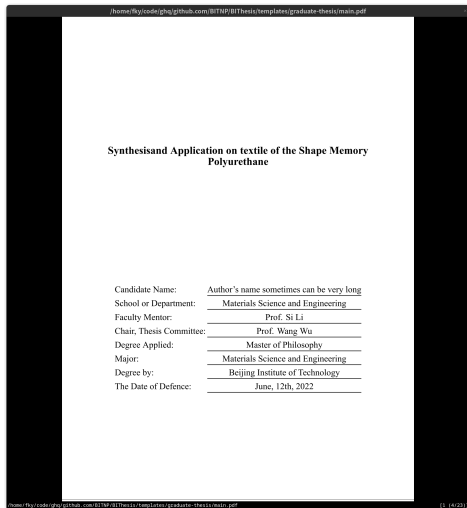 /home/fky/code/ghq/github.com/BITNP/BIThesis/templates/graduate-thesis/main.pdf
Synthesisand Application on textile of the Shape Memory
Polyurethane
Candidate Name: Author's name sometimes can be very long
School or Department: Materials Science and Engineering
Faculty Mentor: Prof. Si Li
Chair, Thesis Committee: Prof. Wang Wu
Degree Applied: Master of Philosophy
Major: Materials Science and Engineering
Degree by: Beijing Institute of Technology
The Date of Defence: June, 12th, 2022
/home/fky/code/ghq/github.com/BITNP/BIThesis/templates/graduate-thesis/main.pdf [1 (4/23)]